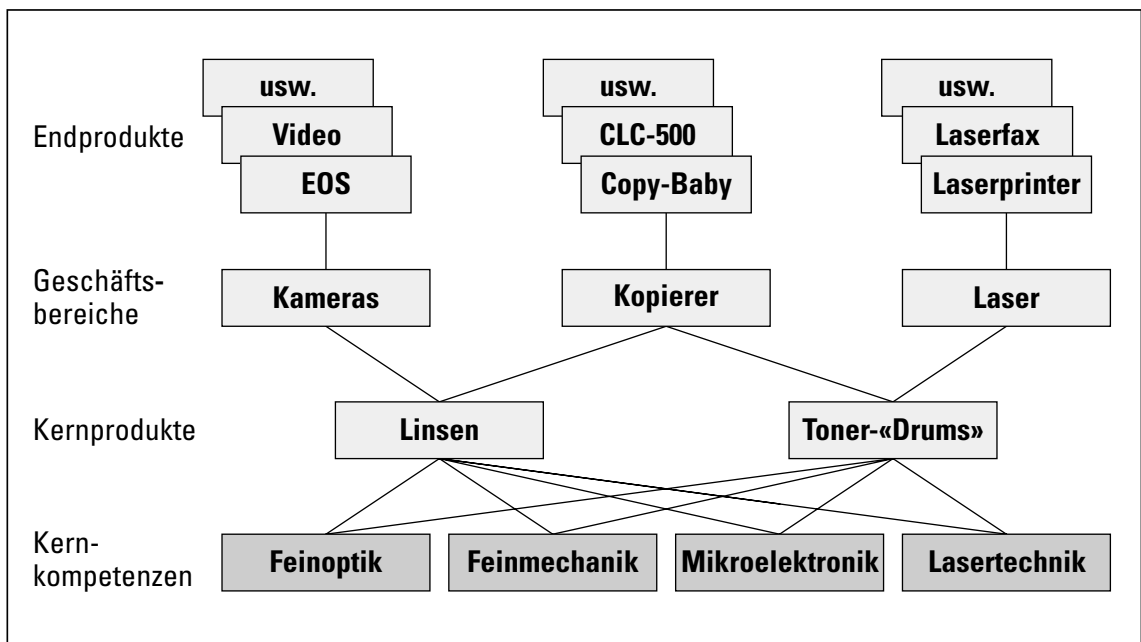 usw. usw. usw.
Endprodukte Video CLC-500 Laserfax
EOS Copy-Baby Laserprinter
Geschäfts-
bereiche Kameras Kopierer Laser
Kernprodukte Linsen Toner-«Drums»
Kern-
kompetenzen Feinoptik Feinmechanik Mikroelektronik Lasertechnik